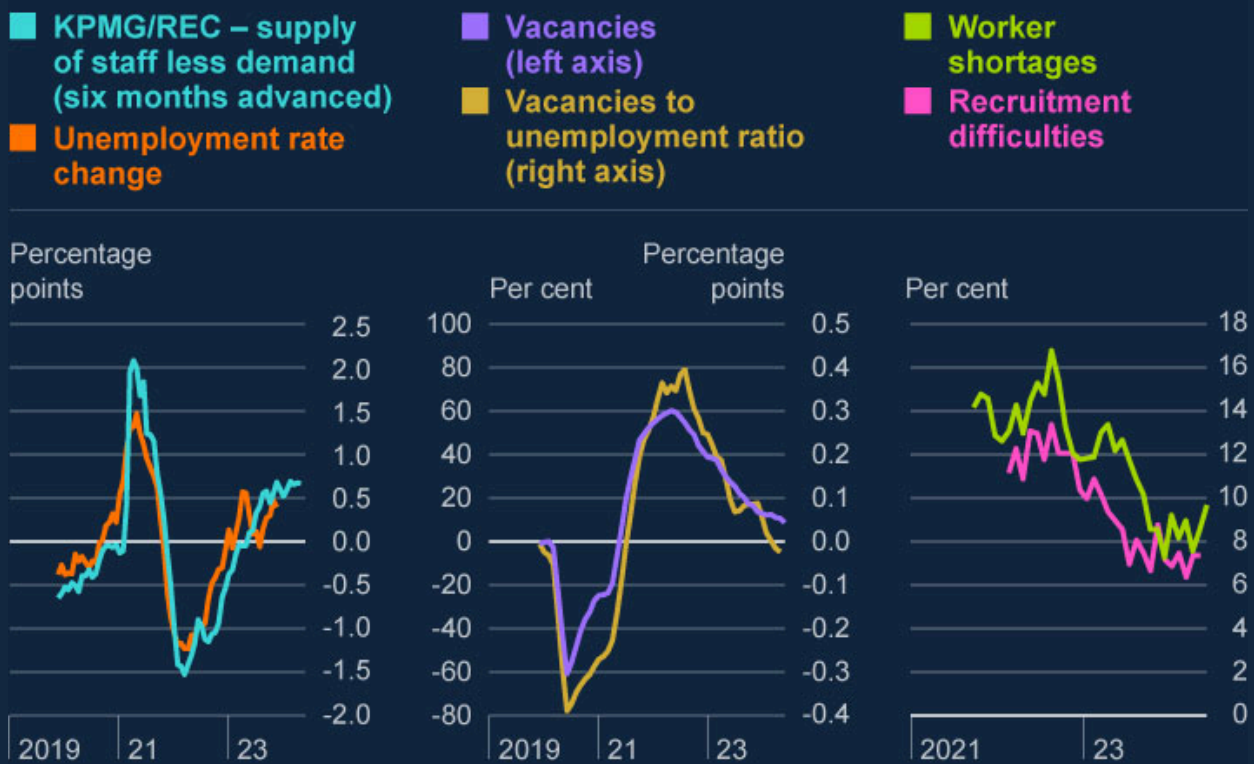 KPMG/REC – supply
of staff less demand
(six months advanced)
Unemployment rate
change
Vacancies
(left axis)
Vacancies to
unemployment ratio
(right axis)
Worker
shortages
Recruitment
difficulties
Percentage
points
2.5
2.0
1.5
1.0
0.5
0.0
-0.5
-1.0
-1.5
-2.0
2019 21 23
Per cent
Percentage
points
100 0.5
80 0.4
60 0.3
40 0.2
20 0.1
0 0.0
-20 -0.1
-40 -0.2
-60 -0.3
-80 -0.4
2019 21 23
Per cent
18
16
14
12
10
8
6
4
2
0
2021 23